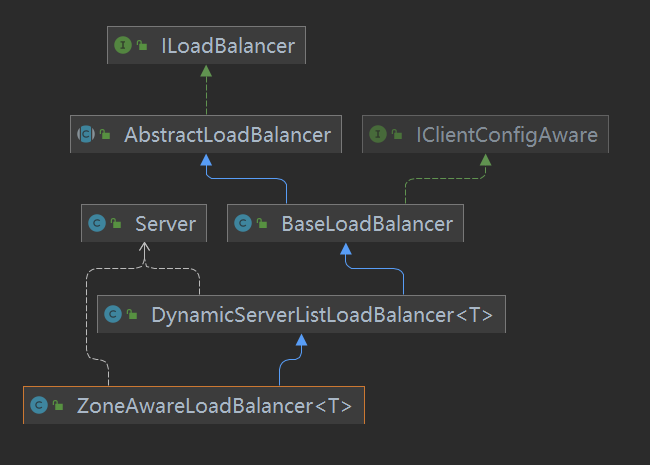 ILoadBalancer
AbstractLoadBalancer
IClientConfigAware
Server
BaseLoadBalancer
DynamicServerListLoadBalancer<T>
ZoneAwareLoadBalancer<T>